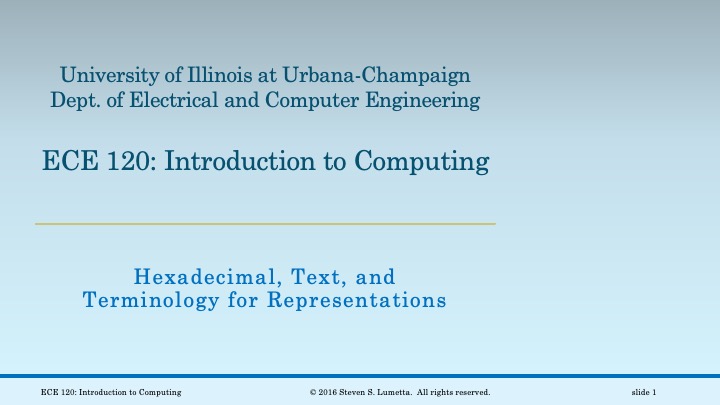 University of Illinois at Urbana-Champaign
Dept. of Electrical and Computer Engineering
ECE 120: Introduction to Computing
Hexadecimal, Text, and
Terminology for Representations
ECE 120: Introduction to Computing © 2016 Steven S. Lumetta. All rights reserved. slide 1